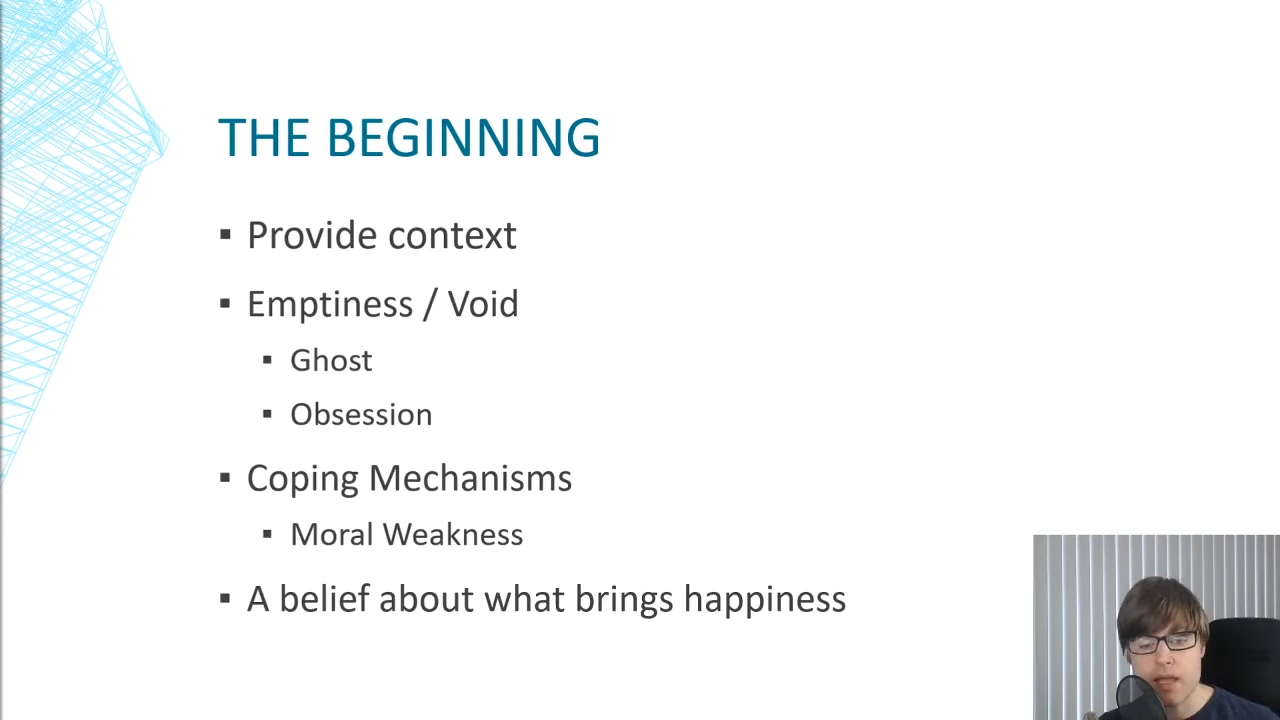 THE BEGINNING
▪ Provide context
▪ Emptiness / Void
▪ Ghost
▪ Obsession
▪ Coping Mechanisms
▪ Moral Weakness
▪ A belief about what brings happiness